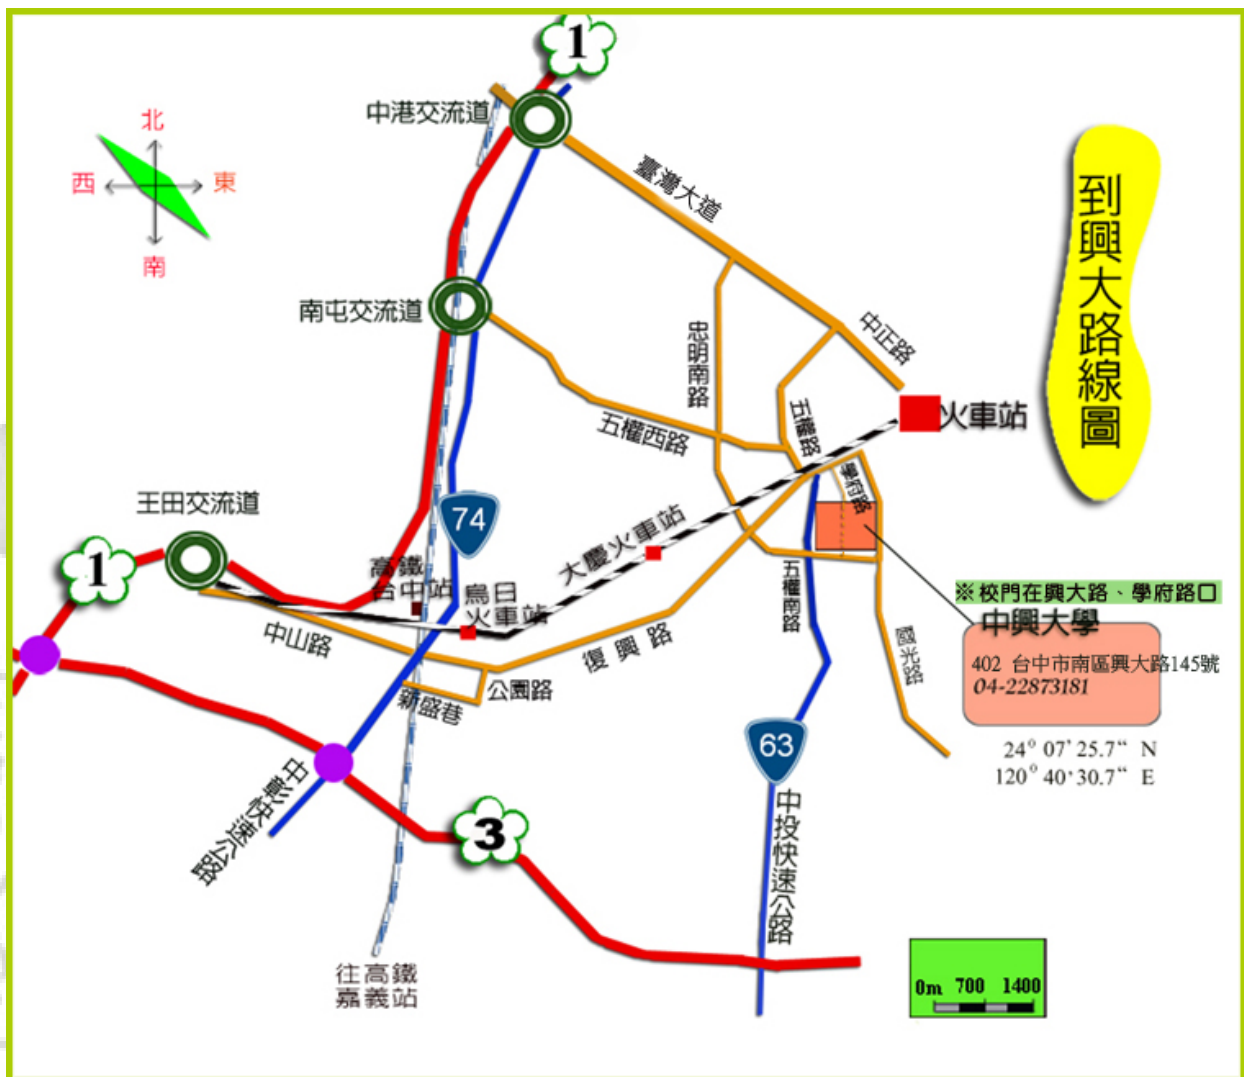 1
中港交流道
北
西
東
南
臺灣大道
到興大路線圖
南屯交流道
忠明南路
中正路
五權西路
五權路
火車站
學府路
王田交流道
74
大慶火車站
1
高鐵
台中站
烏日
火車站
五權南路
※校門在興大路、學府路口
中興大學
402 台中市南區興大路145號
04-22873181
中山路
復興路
國光路
新盛巷
公園路
63
24° 07' 25.7“ N
120° 40' 30.7“ E
中彰快速公路
3
中投快速公路
往高鐵
嘉義站
0m 700 1400